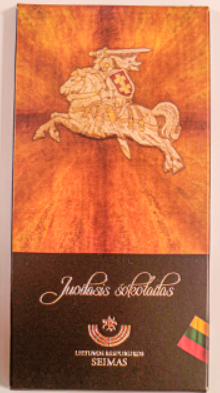 Juodasis šokoladas
LIETUVOS RESPUBLIKOS
SEIMAS